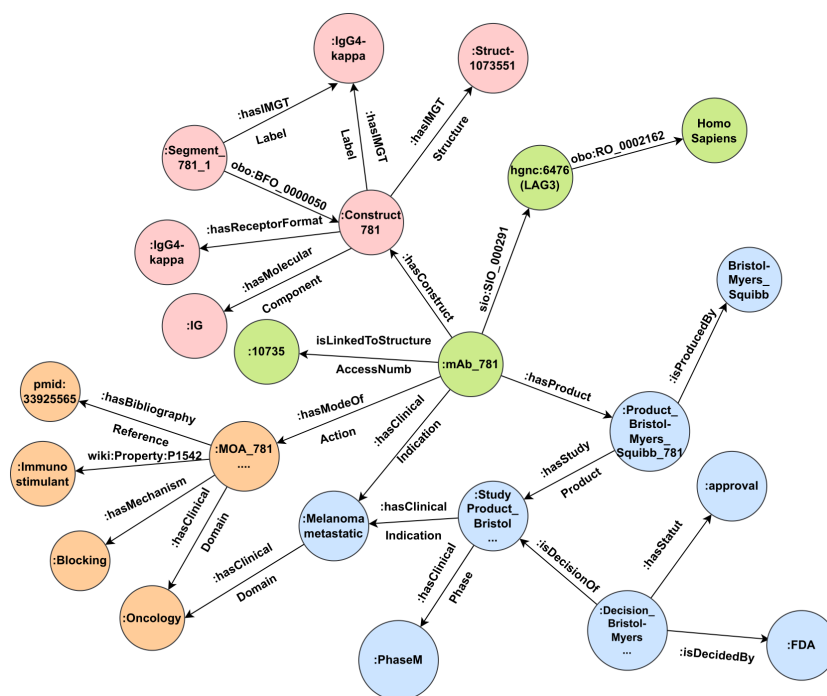 :IgG4-
kappa
:Struct-
1073551
:hasIMGT
Label
:hasIMGT
Label
:hasIMGT
Structure
Homo
Sapiens
:Segment_
781_1
obo:RO_0002162
hgnc:6476
(LAG3)
obo:BFO_0000050
:Construct
781
:hasReceptorFormat
:IgG4-
kappa
:hasMolecular
Component
:hasConstruct
sio:SIO_000291
Bristol-
Myers_
Squibb
:IG
isLinkedToStructure
AccessNumb
:10735
:mAb_781
:isProducedBy
:hasProduct
pmid:
33925565
:hasBibliography
Reference
:hasModeOf
Action
:hasClinical
Indication
:Product_
Bristol-
Myers_
Squibb_781
:MOA_781
....
wiki:Property:P1542
:Immuno
stimulant
:hasStudy
Product
:hasMechanism
:hasClinical
Domain
:Melanoma
metastatic
:hasClinical
Indication
:Study
Product_
Bristol
...
:approval
:Blocking
:hasClinical
Domain
:hasClinical
Phase
:isDecisionOf
:hasStatut
:Oncology
:Decision_
Bristol-
Myers
...
:PhaseM
:isDecidedBy
:FDA